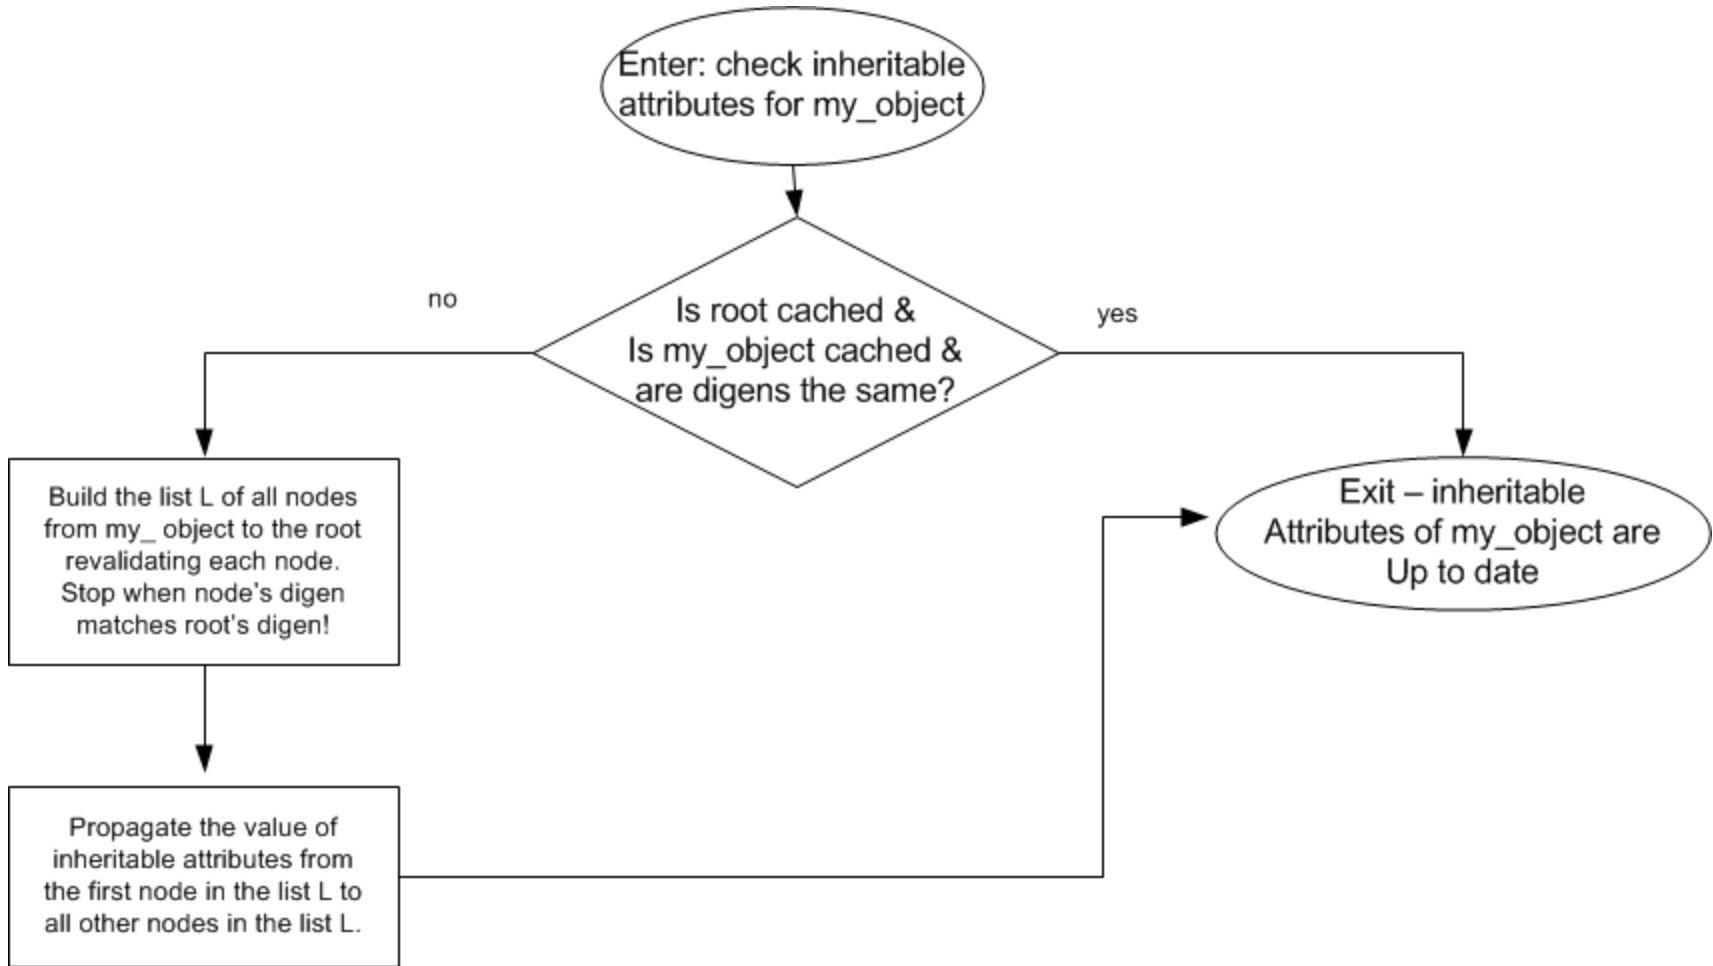 Enter: check inheritable
attributes for my_object
no
yes
Is root cached &
Is my_object cached &
are digens the same?
Build the list L of all nodes
from my_ object to the root
revalidating each node.
Stop when node's digen
matches root's digen!
Exit – inheritable
Attributes of my_object are
Up to date
Propagate the value of
inheritable attributes from
the first node in the list L to
all other nodes in the list L.